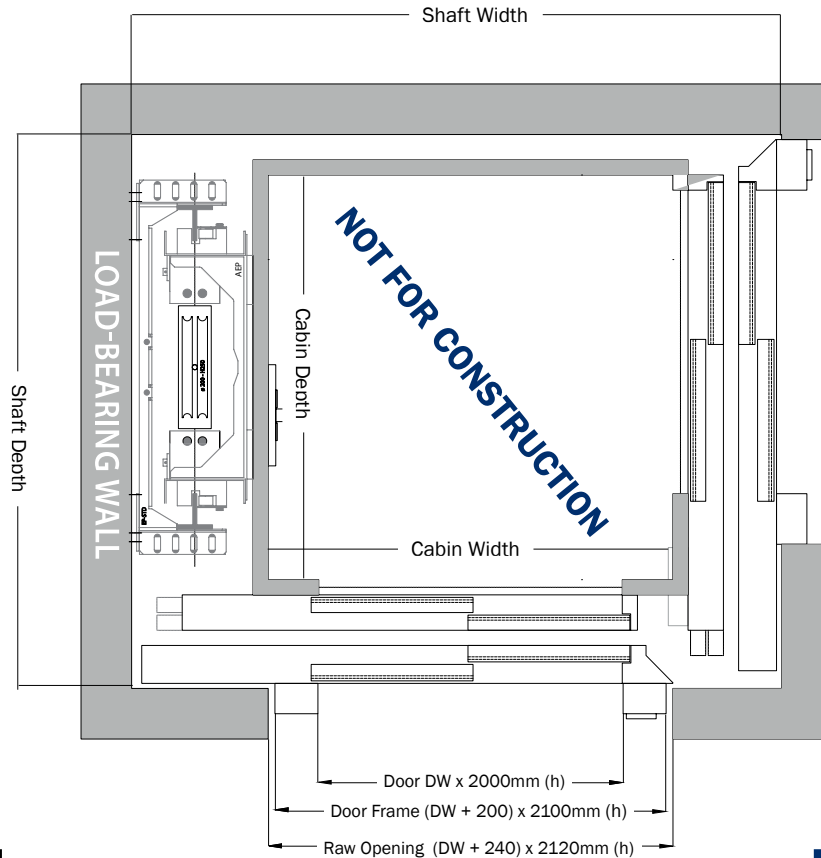 Shaft Width
NOT FOR CONSTRUCTION
LOAD-BEARING WALL
AEP
Cabin Depth
Shaft Depth
Cabin Width
Door DW x 2000mm (h)
Door Frame (DW + 200) x 2100mm (h)
Raw Opening (DW + 240) x 2120mm (h)